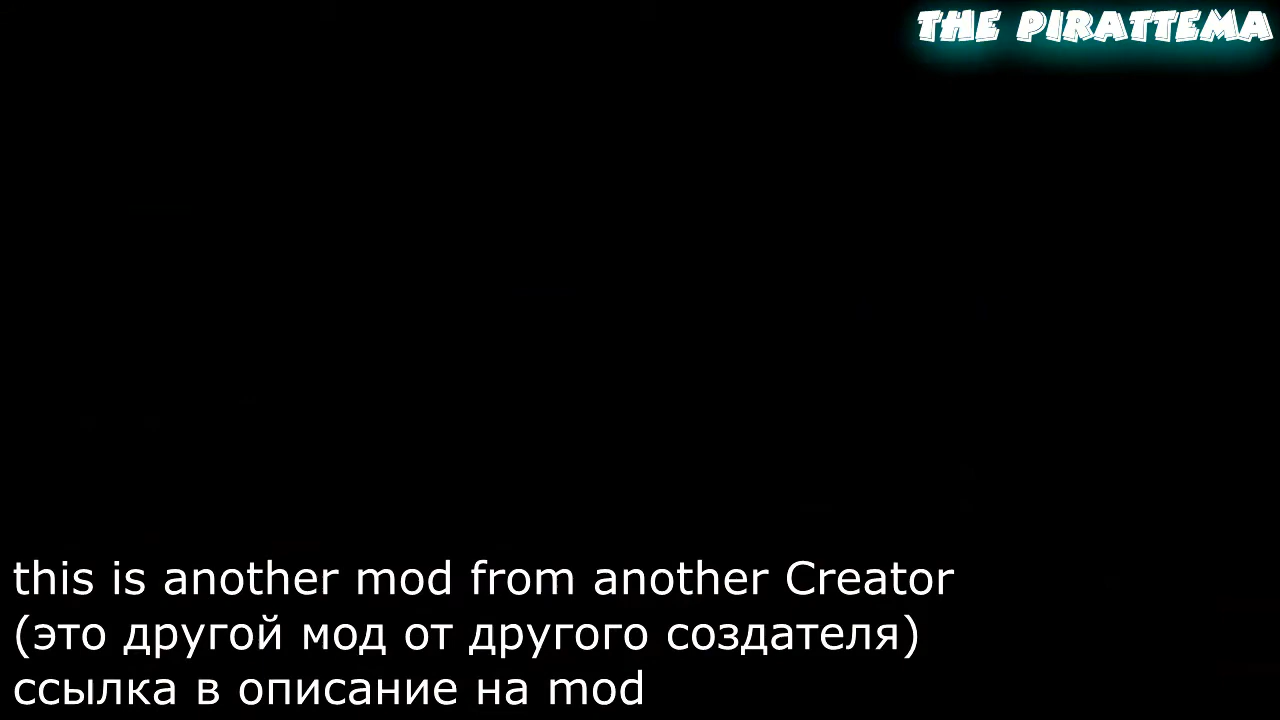 THE PIRATTEMA
this is another mod from another Creator
(это другой мод от другого создателя)
ссылка в описание на mod